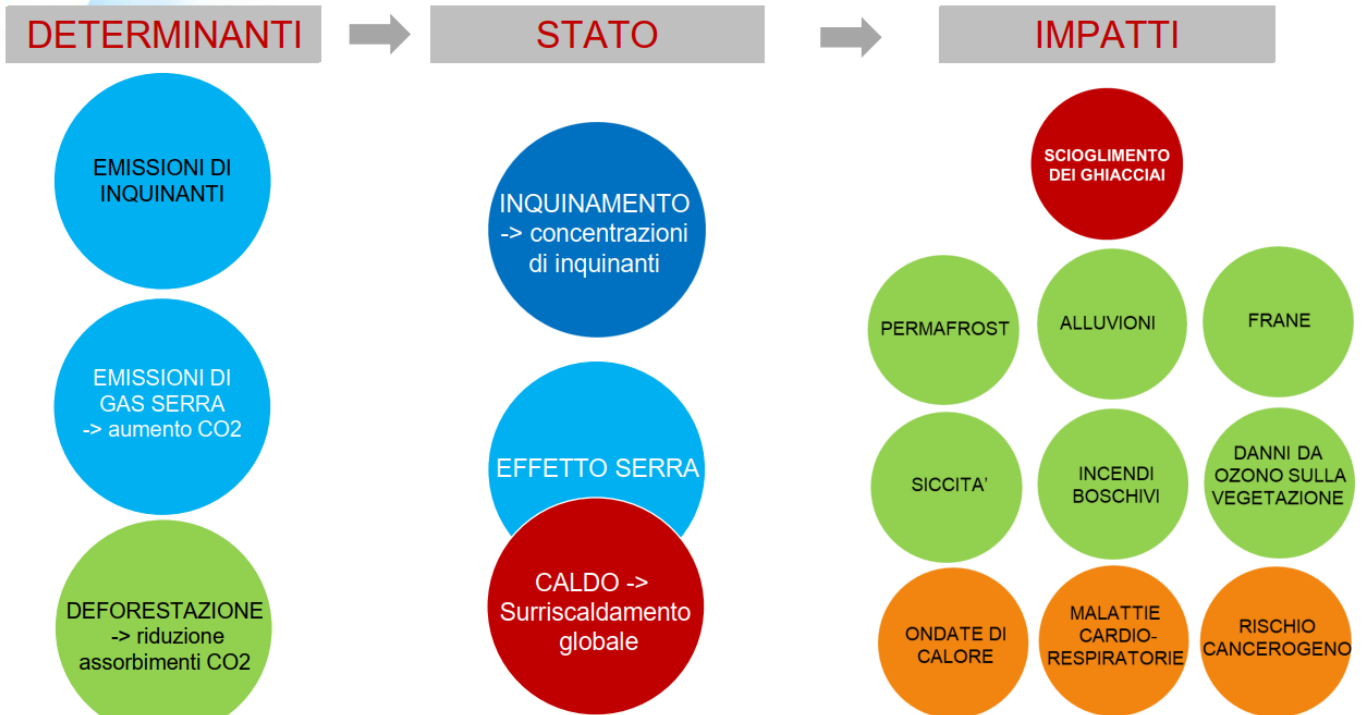 DETERMINANTI
STATO
IMPATTI
EMISSIONI DI
INQUINANTI
EMISSIONI DI
GAS SERRA
-> aumento CO2
DEFORESTAZIONE
-> riduzione
assorbimenti CO2
INQUINAMENTO
-> concentrazioni
di inquinanti
EFFETTO SERRA
CALDO ->
Surriscaldamento
globale
SCIOGLIMENTO
DEI GHIACCIAI
PERMAFROST
ALLUVIONI
FRANE
SICCITA’
INCENDI
BOSCHIVI
DANNI DA
OZONO SULLA
VEGETAZIONE
ONDATE DI
CALORE
MALATTIE
CARDIO-
RESPIRATORIE
RISCHIO
CANCEROGENO